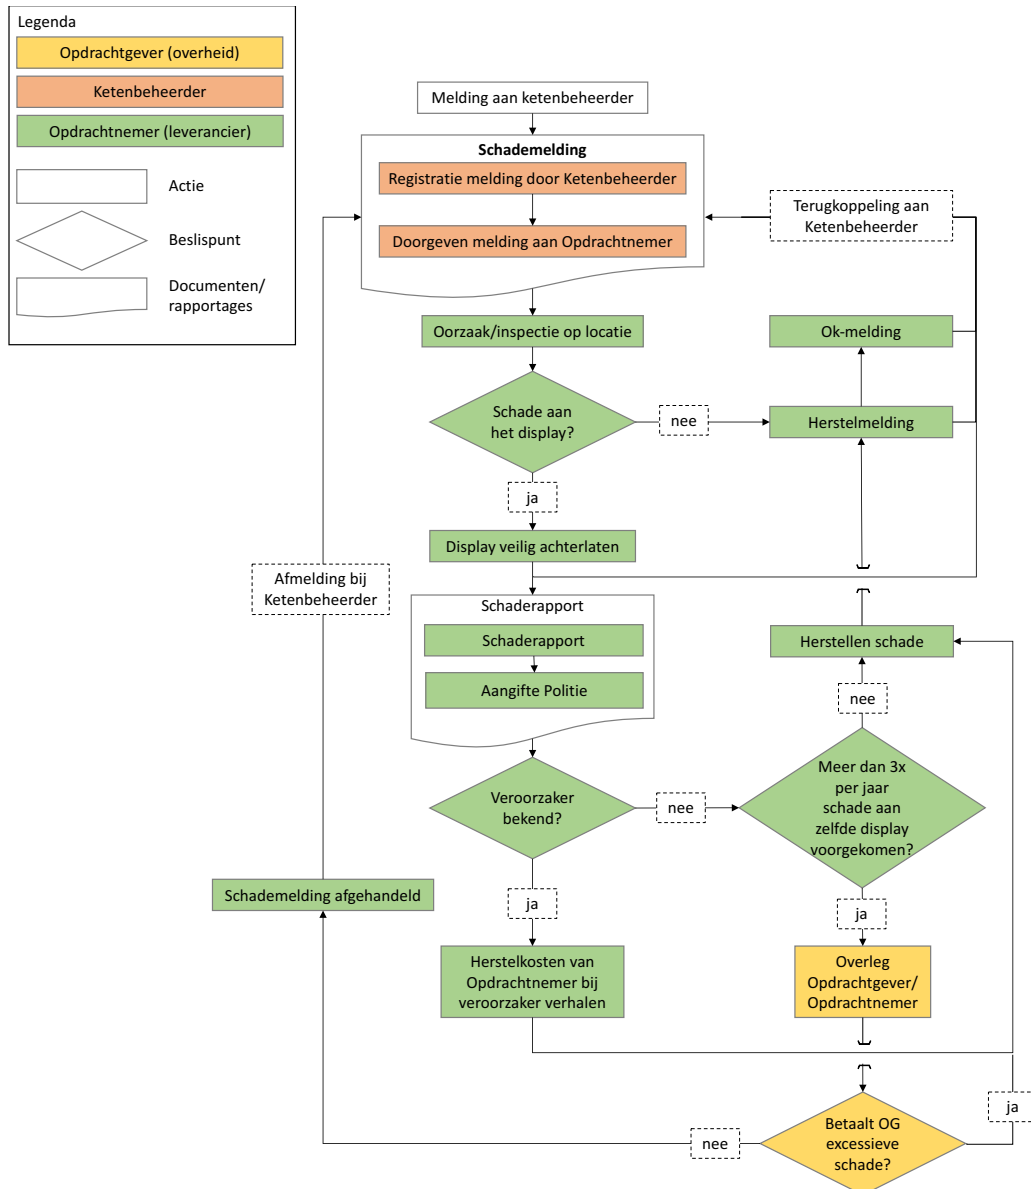 Legenda
Opdrachtgever (overheid)
Ketenbeheerder
Opdrachtnemer (leverancier)
Actie
Beslispunt
Documenten/
rapportages
Melding aan ketenbeheerder
Schademelding
Registratie melding door Ketenbeheerder
Doorgeven melding aan Opdrachtnemer
Terugkoppeling aan
Ketenbeheerder
Oorzaak/inspectie op locatie
Ok-melding
Schade aan
het display?
nee
Herstelmelding
ja
Display veilig achterlaten
Afmelding bij
Ketenbeheerder
Schaderapport
Schaderapport
Aangifte Politie
Herstellen schade
nee
Veroorzaker
bekend?
nee
Meer dan 3x
per jaar
schade aan
zelfde display
voorgekomen?
Schademelding afgehandeld
ja
ja
Herstelkosten van
Opdrachtnemer bij
veroorzaker verhalen
Overleg
Opdrachtgever/
Opdrachtnemer
ja
Betaalt OG
excessieve
schade?
nee